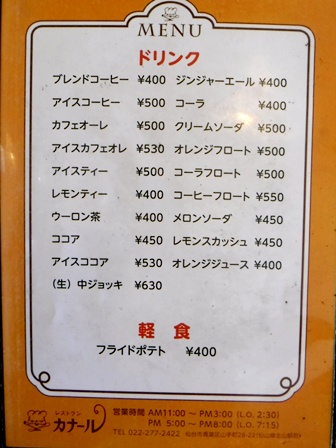 MENU
ドリンク
ブレンドコーヒー ¥400 ジンジャーエール ¥400
アイスコーヒー ¥500 コーラ ¥400
カフェオーレ ¥500 クリームソーダ ¥500
アイスカフェオレ ¥530 オレンジフロート ¥500
アイスティー ¥500 コーラフロート ¥500
レモンティー ¥400 コーヒーフロート ¥550
ウーロン茶 ¥400 メロンソーダ ¥450
ココア ¥450 レモンスカッシュ ¥450
アイスココア ¥530 オレンジジュース ¥400
（生）中ジョッキ ¥630
軽 食
フライドポテト ¥400
レストラン
カナール
営業時間 AM11:00 ～ PM3:00 (L.O. 2:30)
PM 5:00 ～ PM8:00 (L.O. 7:15)
TEL 022-277-2422